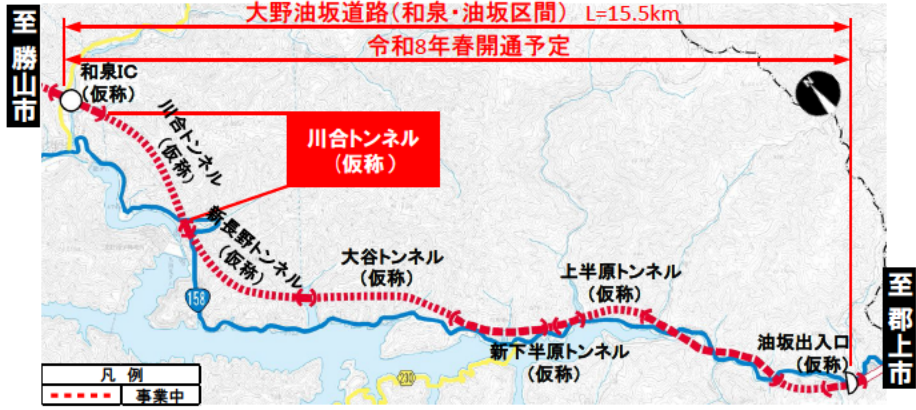 大野油坂道路(和泉・油坂区間) L=15.5km
令和8年春開通予定
至 勝山市
和泉IC
(仮称)
川合トンネル
(仮称)
川合トンネル
(仮称)
新長野トンネル
(仮称)
大谷トンネル
(仮称)
上半原トンネル
(仮称)
158
新下半原トンネル
(仮称)
油坂出入口
(仮称)
至 郡上市
230
凡 例
事業中